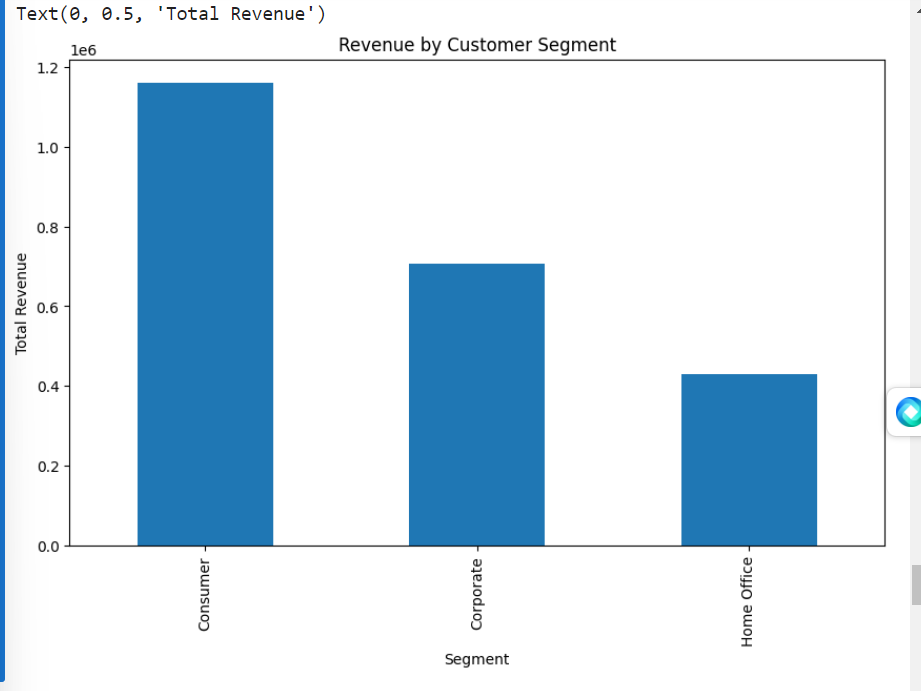 Text(0, 0.5, 'Total Revenue')
Revenue by Customer Segment
1e6
1.2
1.0
0.8
0.6
0.4
0.2
0.0
Total Revenue
Consumer
Corporate
Home Office
Segment